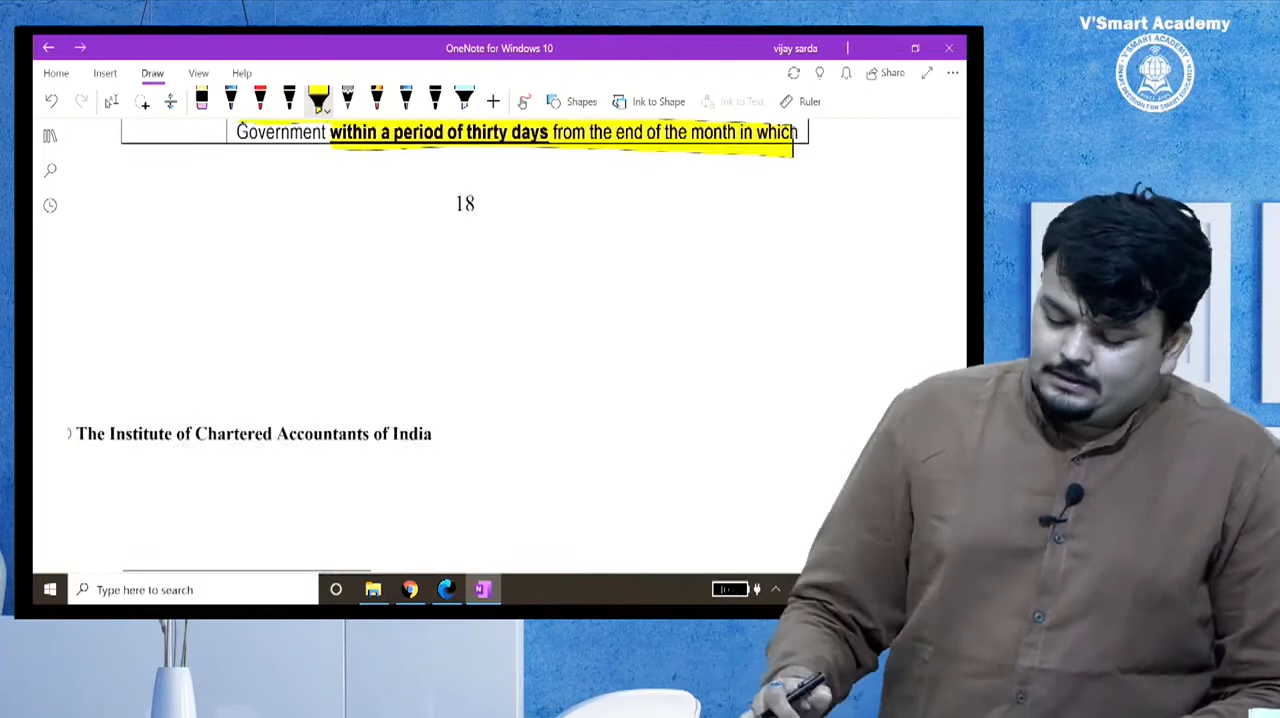 V'Smart Academy
V'SMART ACADEMY
OneNote for Windows 10
vijay sarda
Home Insert Draw View Help
Share
Shapes Ink to Shape Ink to Text Ruler
Government within a period of thirty days from the end of the month in which
18
) The Institute of Chartered Accountants of India
Type here to search